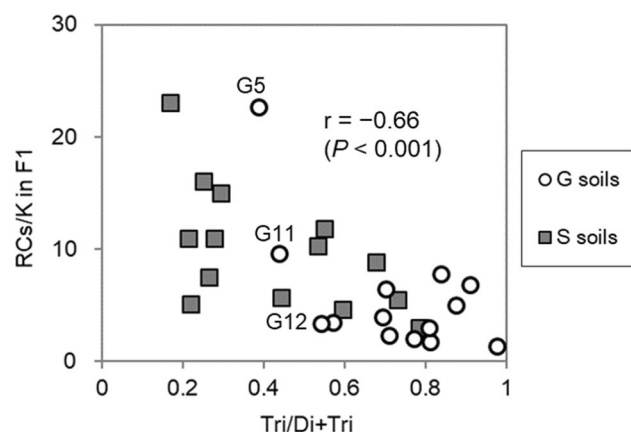 30
20
10
0
RCs/K in F1
G5
r = −0.66
(P < 0.001)
G11
G12
G soils
S soils
0 0.2 0.4 0.6 0.8 1
Tri/Di+Tri